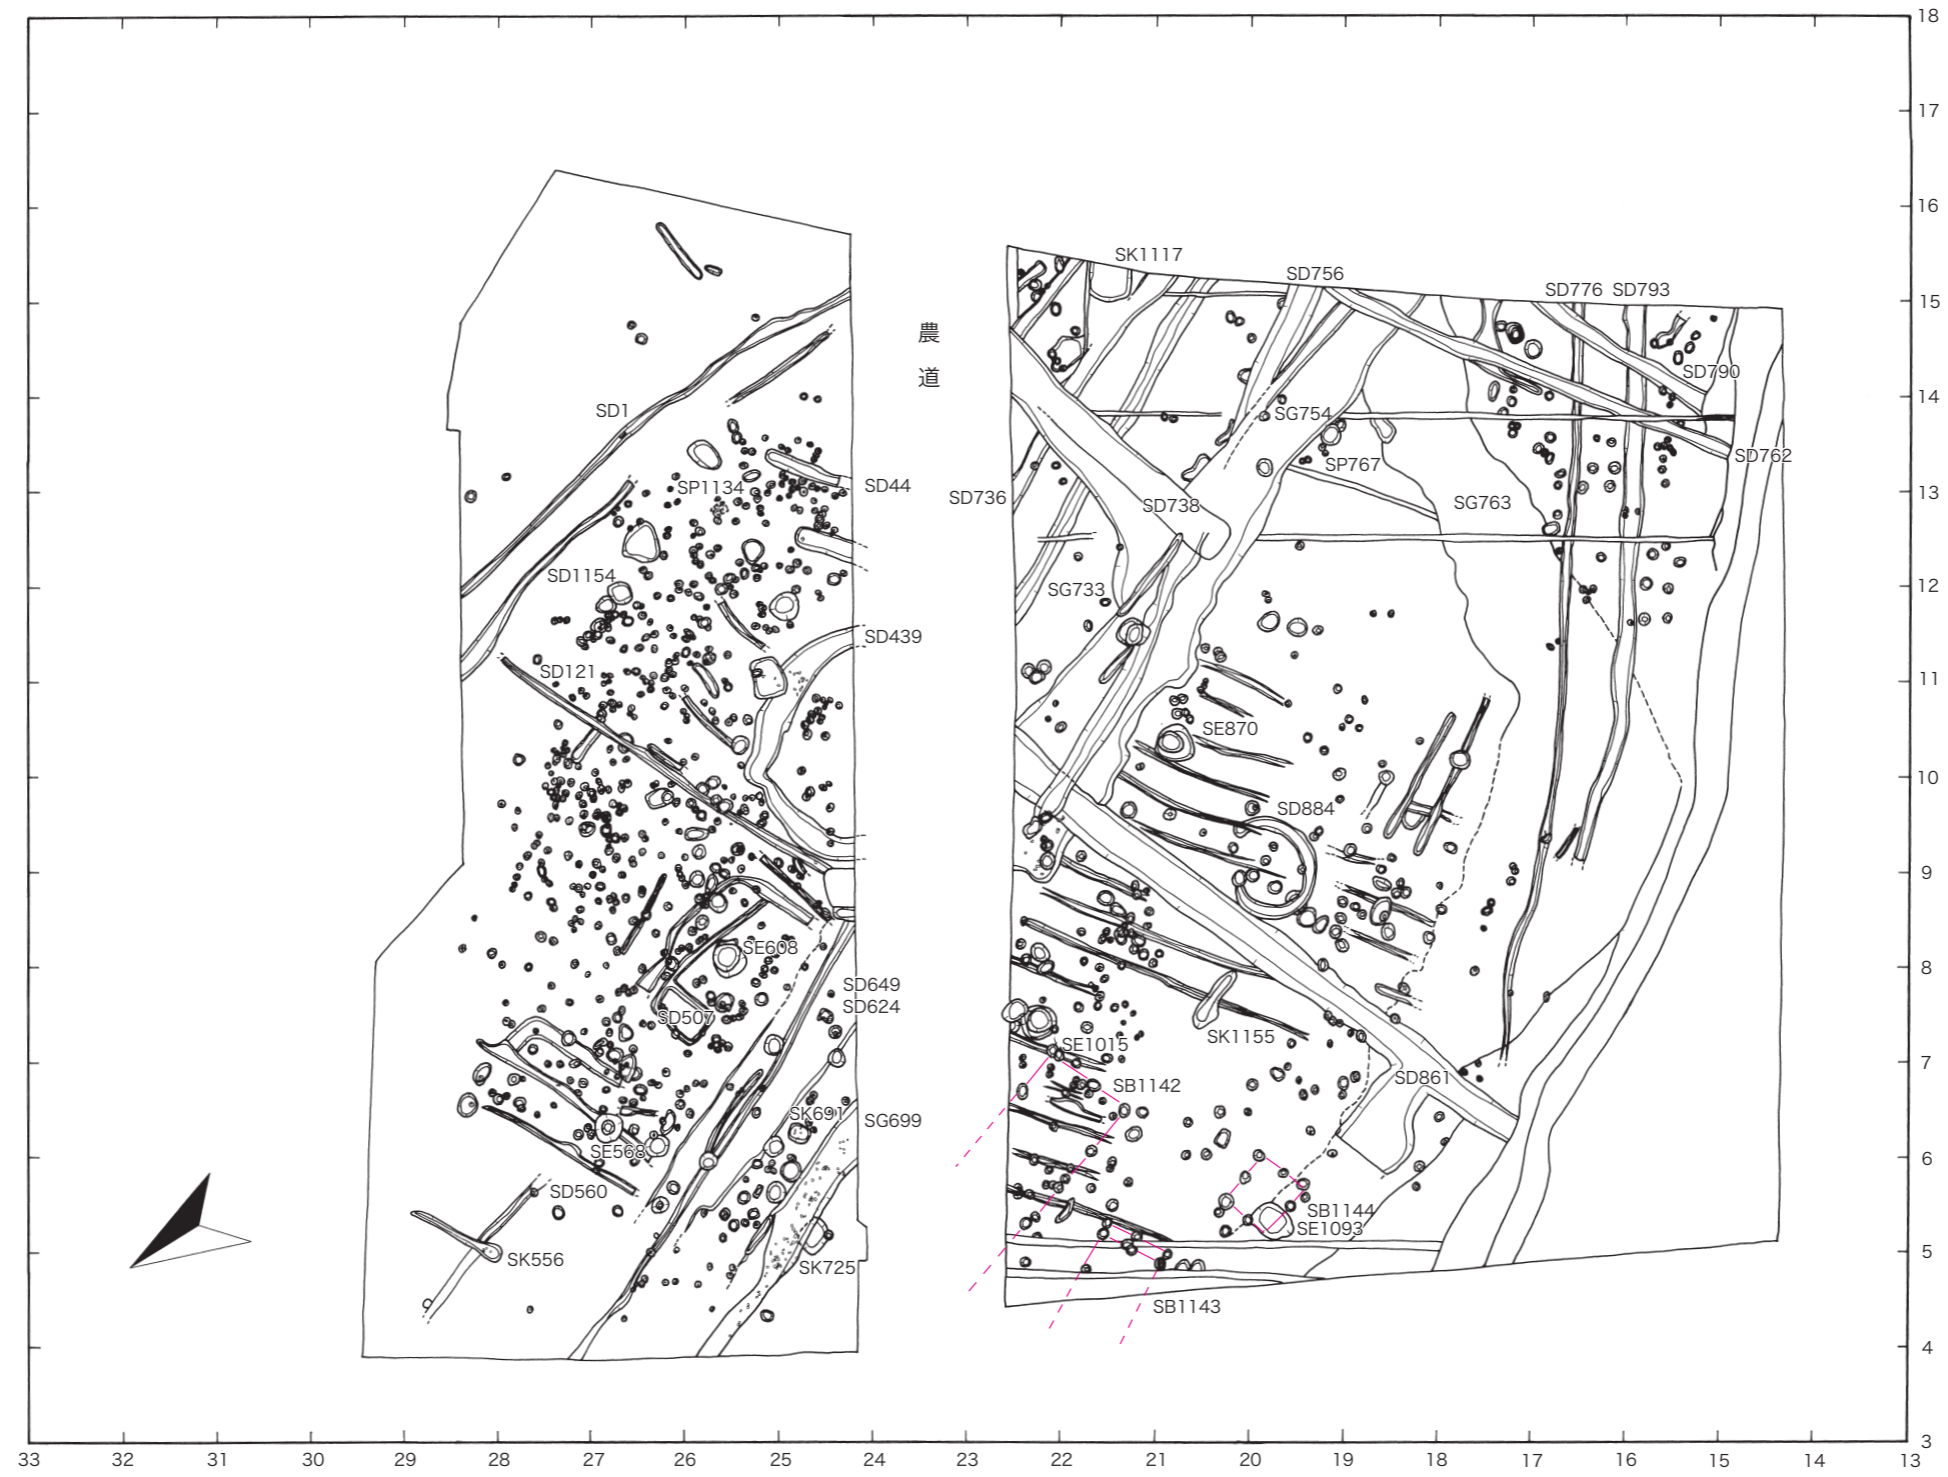 18
17
16
15
14
13
12
11
10
9
8
7
6
5
4
3
33
32
31
30
29
28
27
26
25
24
23
22
21
20
19
18
17
16
15
14
13
農
道
SD1
SD44
SP1134
SD1154
SD439
SD121
SE608
SD649
SD624
SD507
SK691
SG699
SE568
SD560
SK556
SK725
SK1117
SD756
SD776
SD793
SD790
SG754
SD762
SP767
SD736
SD738
SG763
SG733
SE870
SD884
SK1155
SE1015
SD861
SB1142
SB1144
SE1093
SB1143